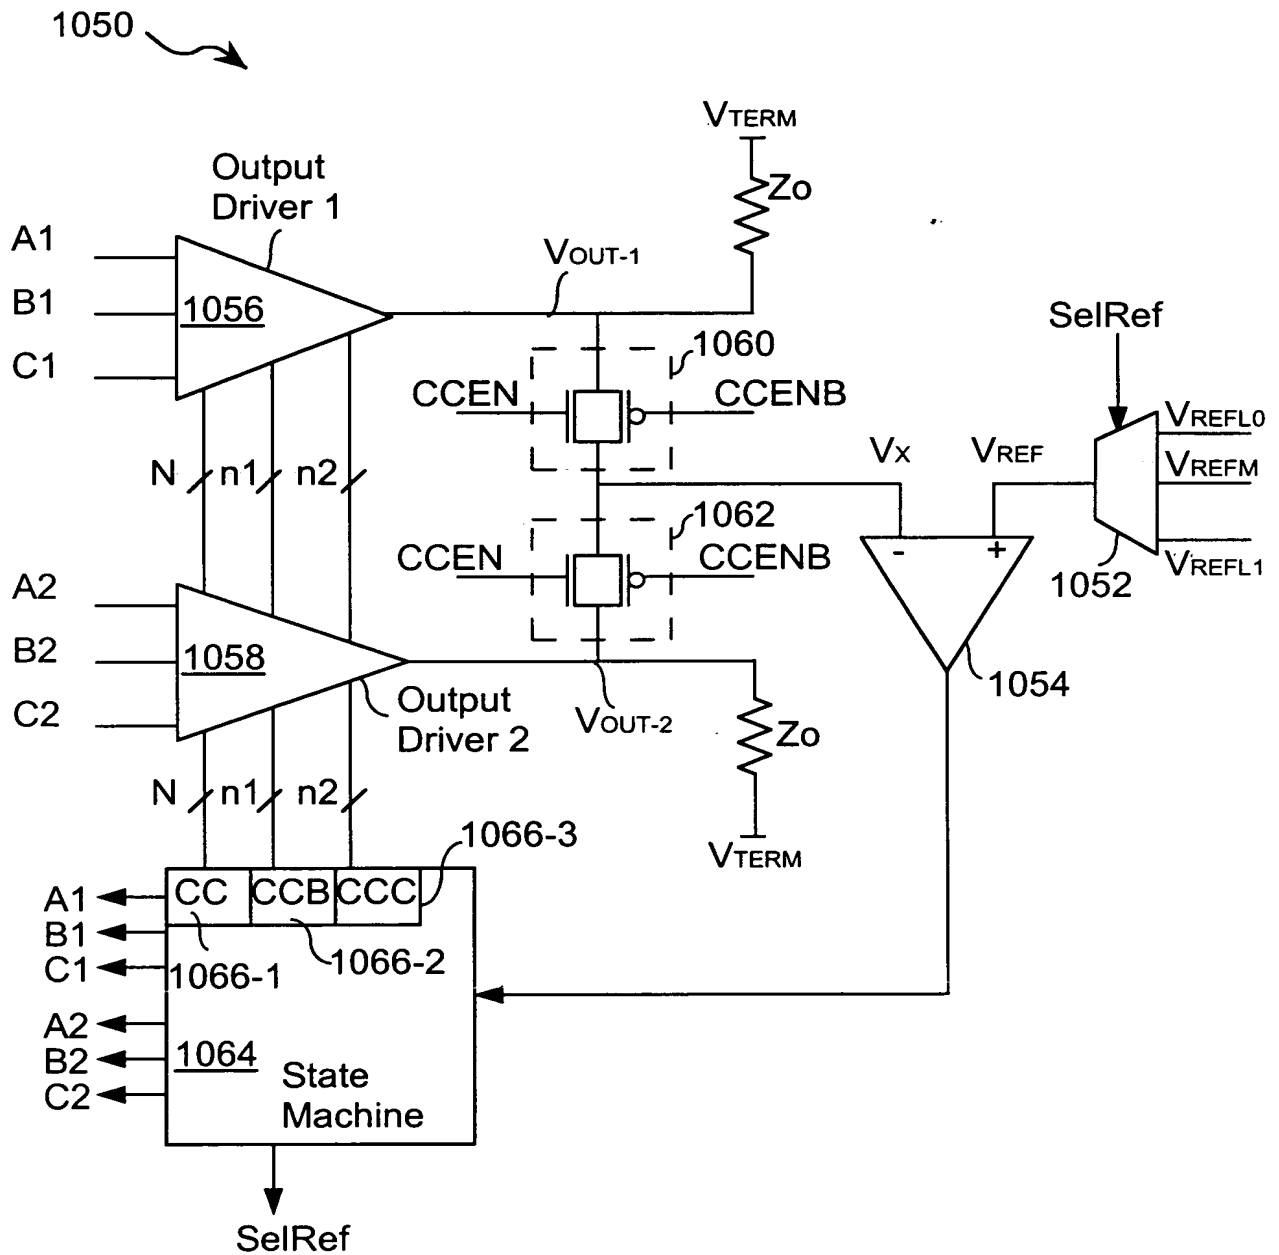 1050
VTERM
Zo
Output
Driver 1
A1
B1
C1
1056
VOUT-1
SelRef
1060
CCEN
CCENB
VREFL0
VREFM
VREFL1
VX
VREF
N
n1
n2
1062
CCEN
CCENB
-
+
1052
A2
B2
C2
1058
1054
Output
Driver 2
VOUT-2
Zo
VTERM
N
n1
n2
1066-3
CC
CCB
CCC
A1
B1
C1
1066-1
1066-2
A2
B2
C2
1064
State
Machine
SelRef